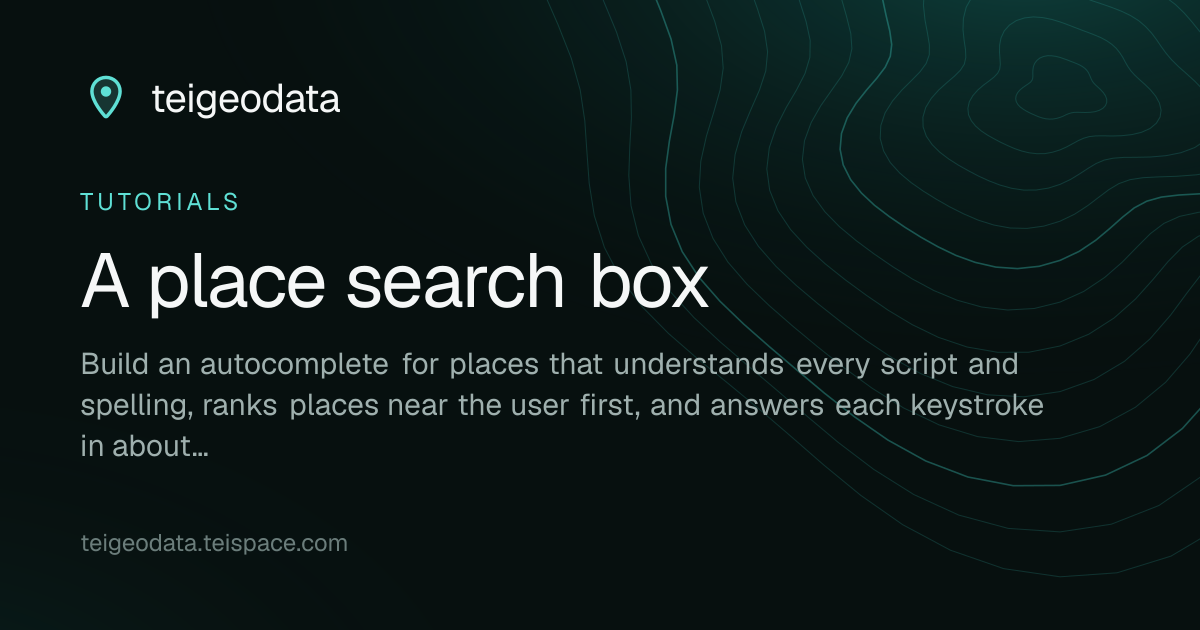 teigeodata
TUTORIALS
A place search box
Build an autocomplete for places that understands every script and
spelling, ranks places near the user first, and answers each keystroke
in about…
teigeodata.teispace.com